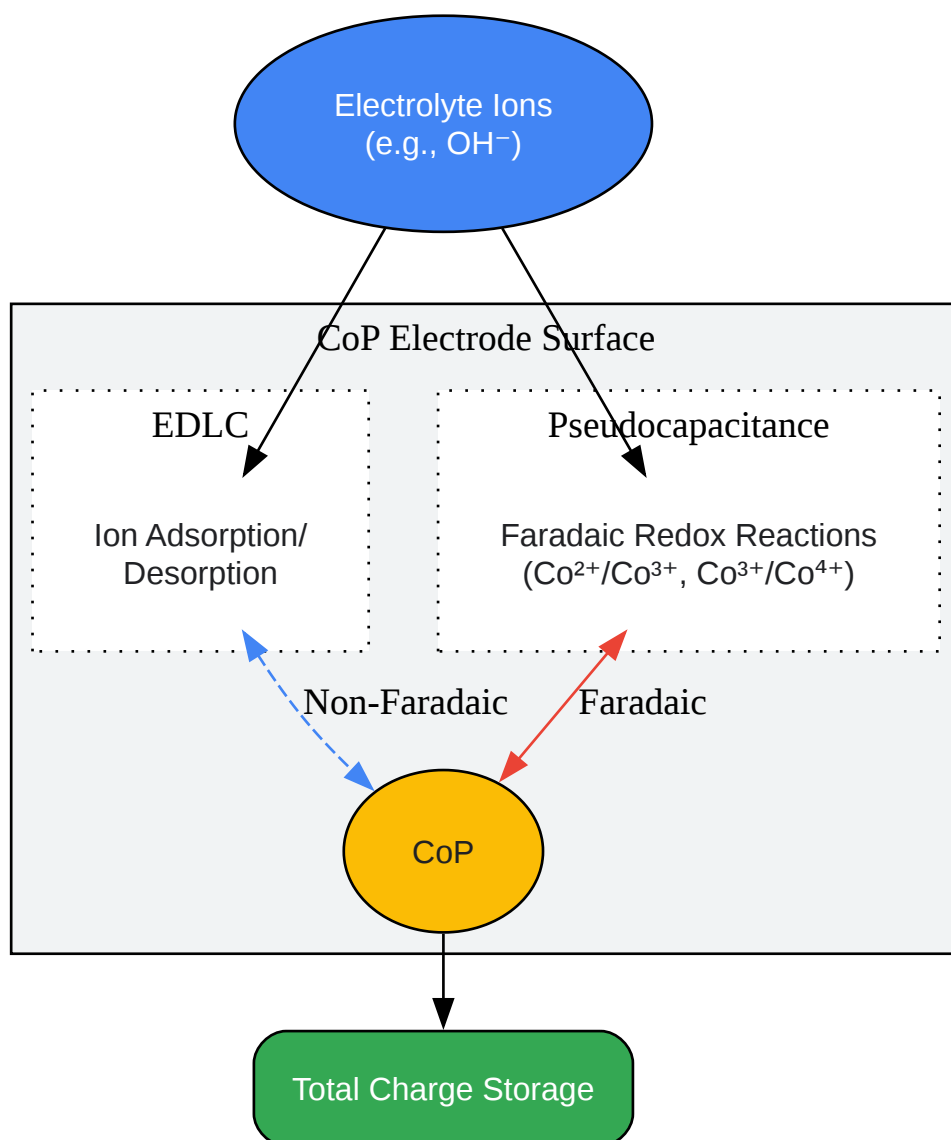 Electrolyte Ions
(e.g., OH⁻)
CoP Electrode Surface
EDLC
Pseudocapacitance
Ion Adsorption/
Desorption
Faradaic Redox Reactions
(Co²⁺/Co³⁺, Co³⁺/Co⁴⁺)
Non-Faradaic
Faradaic
CoP
Total Charge Storage